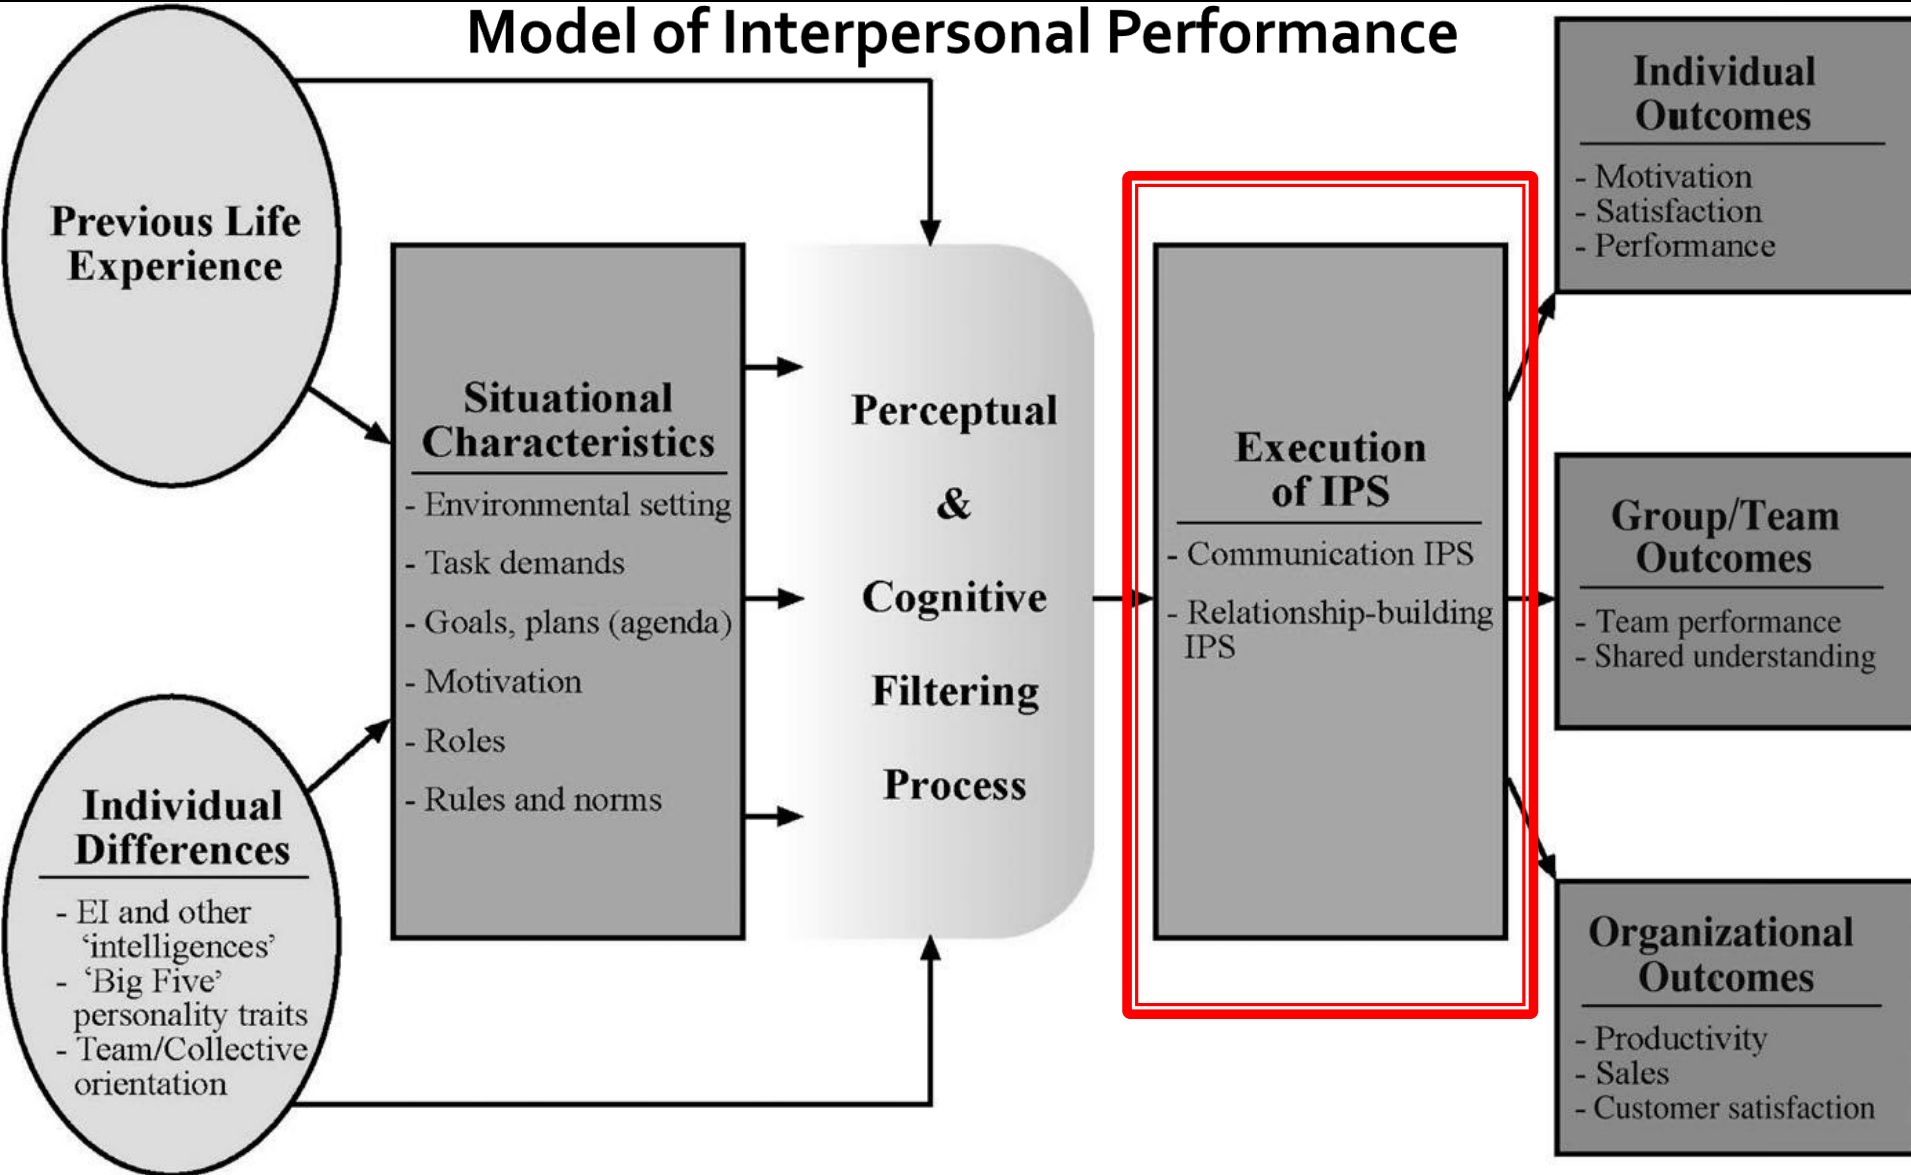 Model of Interpersonal Performance
Previous Life
Experience
Individual
Differences
- EI and other
‘intelligences’
- ‘Big Five’
personality traits
- Team/Collective
orientation
Situational
Characteristics
- Environmental setting
- Task demands
- Goals, plans (agenda)
- Motivation
- Roles
- Rules and norms
Perceptual
&
Cognitive
Filtering
Process
Execution
of IPS
- Communication IPS
- Relationship-building
IPS
Individual
Outcomes
- Motivation
- Satisfaction
- Performance
Group/Team
Outcomes
- Team performance
- Shared understanding
Organizational
Outcomes
- Productivity
- Sales
- Customer satisfaction